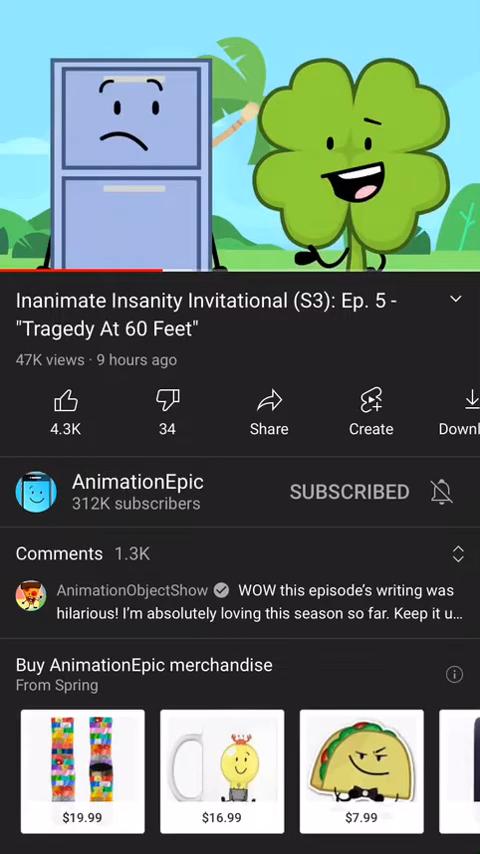 Inanimate Insanity Invitational (S3): Ep. 5 -
"Tragedy At 60 Feet"
47K views · 9 hours ago
4.3K
34
Share
Create
Downl
AnimationEpic
312K subscribers
SUBSCRIBED
Comments 1.3K
AnimationObjectShow WOW this episode's writing was
hilarious! I'm absolutely loving this season so far. Keep it u...
Buy AnimationEpic merchandise
From Spring
$19.99
$16.99
$7.99